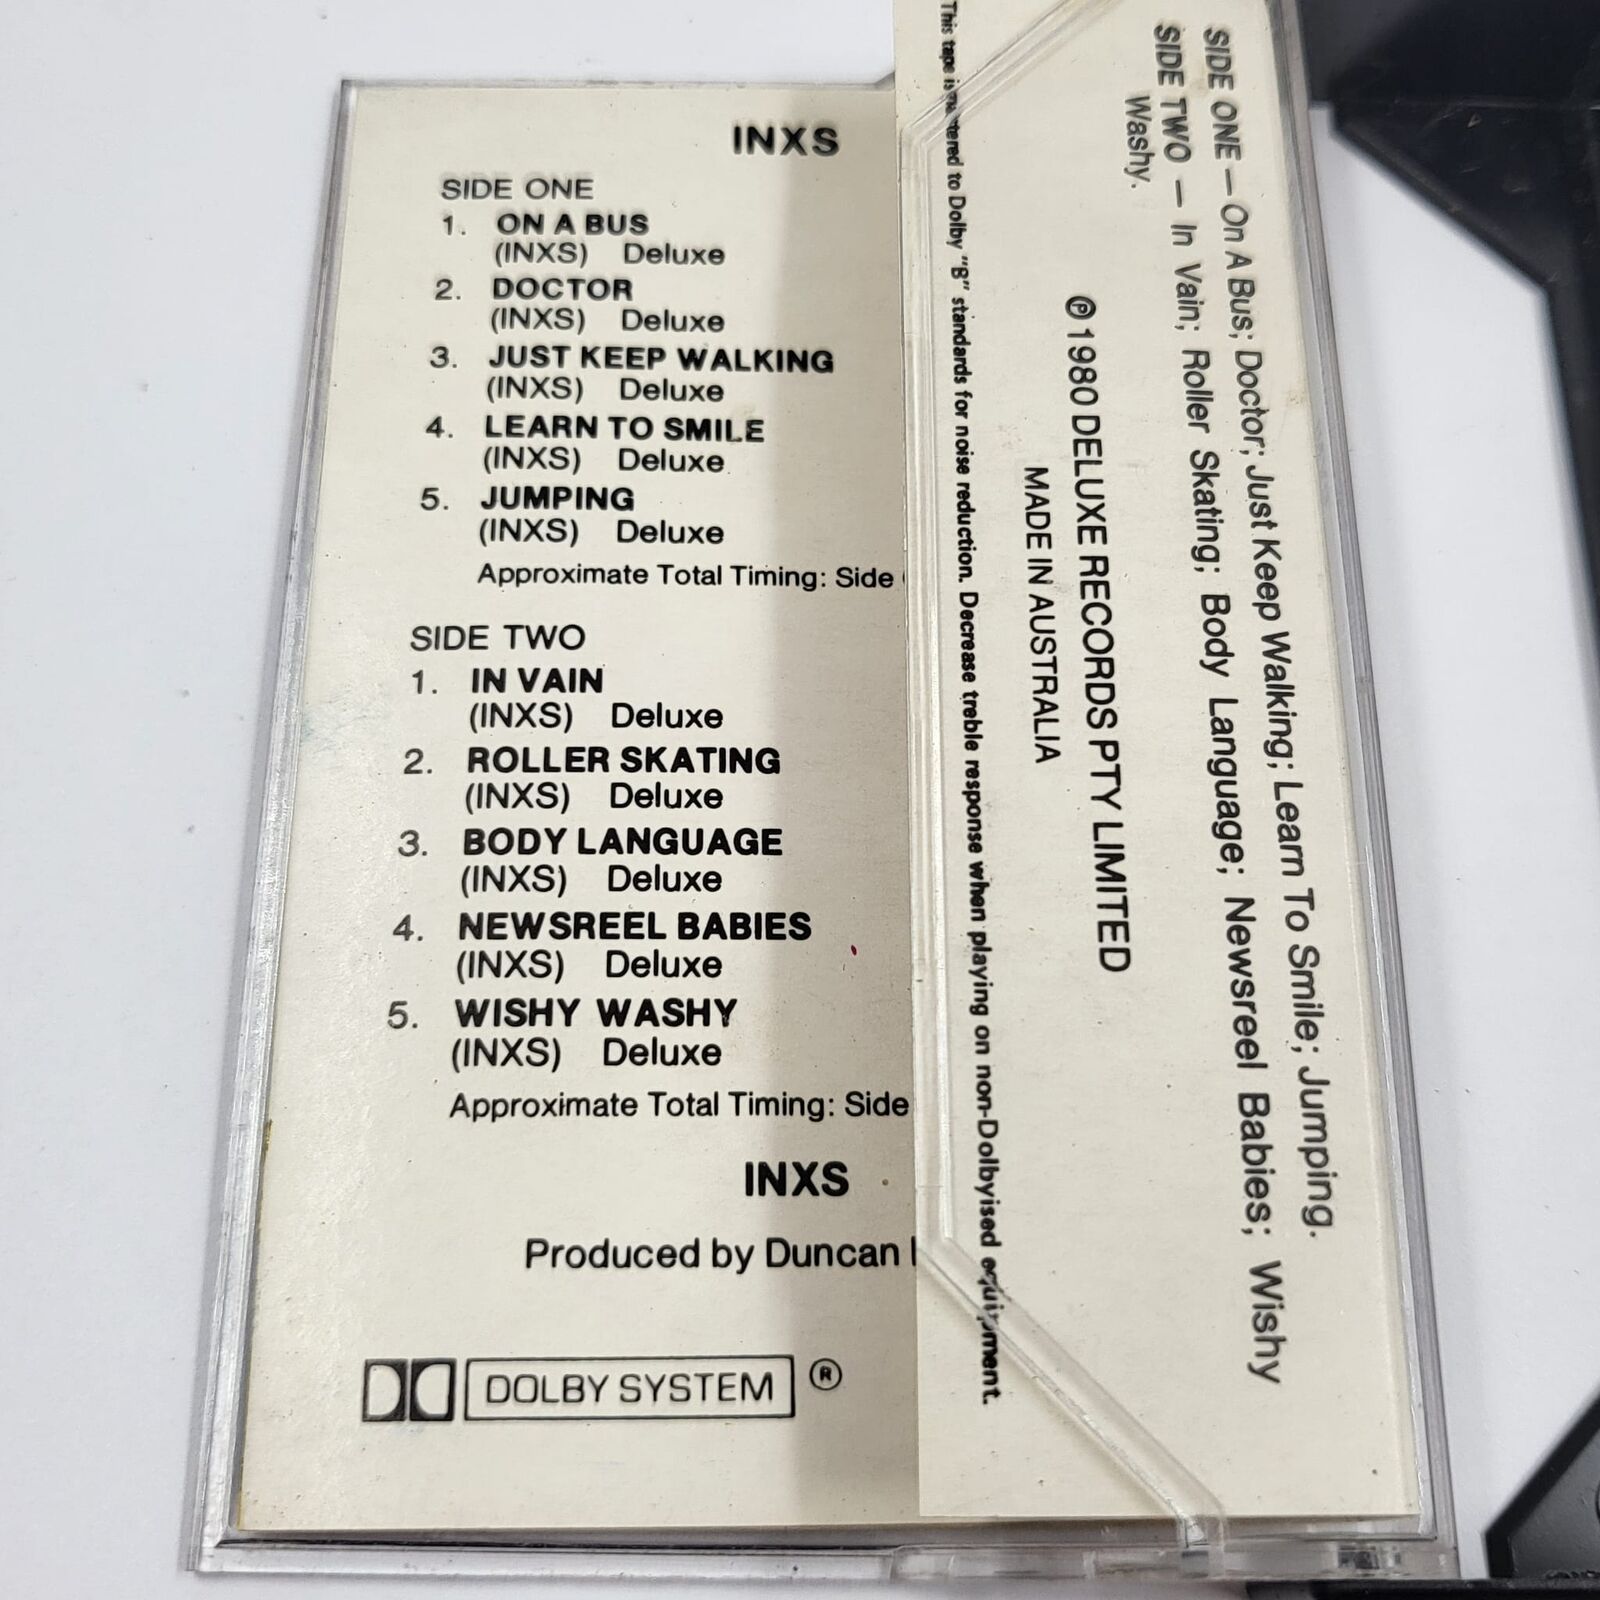 INXS
SIDE ONE
1. ON A BUS
(INXS) Deluxe
2. DOCTOR
(INXS) Deluxe
3. JUST KEEP WALKING
(INXS) Deluxe
4. LEARN TO SMILE
(INXS) Deluxe
5. JUMPING
(INXS) Deluxe
Approximate Total Timing: Side
SIDE TWO
1. IN VAIN
(INXS) Deluxe
2. ROLLER SKATING
(INXS) Deluxe
3. BODY LANGUAGE
(INXS) Deluxe
4. NEWSREEL BABIES
(INXS) Deluxe
5. WISHY WASHY
(INXS) Deluxe
Approximate Total Timing: Side
INXS
Produced by Duncan
DOLBY SYSTEM ®
SIDE ONE — On A Bus; Doctor; Just Keep Walking; Learn To Smile; Jumping.
SIDE TWO — In Vain; Roller Skating; Body Language; Newsreel Babies; Wishy
Washy.
℗ 1980 DELUXE RECORDS PTY LIMITED
MADE IN AUSTRALIA
This tape is mastered to Dolby "B" standards for noise reduction. Decrease treble response when playing on non-Dolbyised equipment.